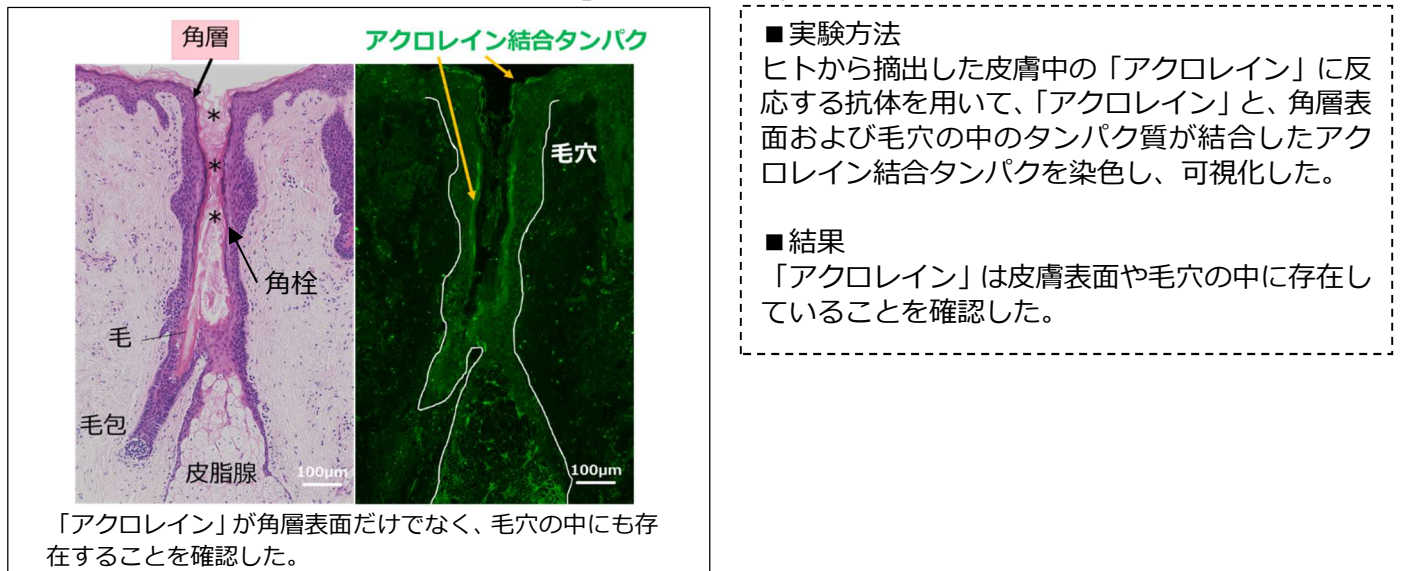 角層
アクロレイン結合タンパク
*
*
*
毛穴
角栓
毛
毛包
皮脂腺
100μm
100μm
「アクロレイン」が角層表面だけでなく、毛穴の中にも存
在することを確認した。
■実験方法
ヒトから摘出した皮膚中の「アクロレイン」に反
応する抗体を用いて、「アクロレイン」と、角層表
面および毛穴の中のタンパク質が結合したアク
ロレイン結合タンパクを染色し、可視化した。
■結果
「アクロレイン」は皮膚表面や毛穴の中に存在し
ていることを確認した。